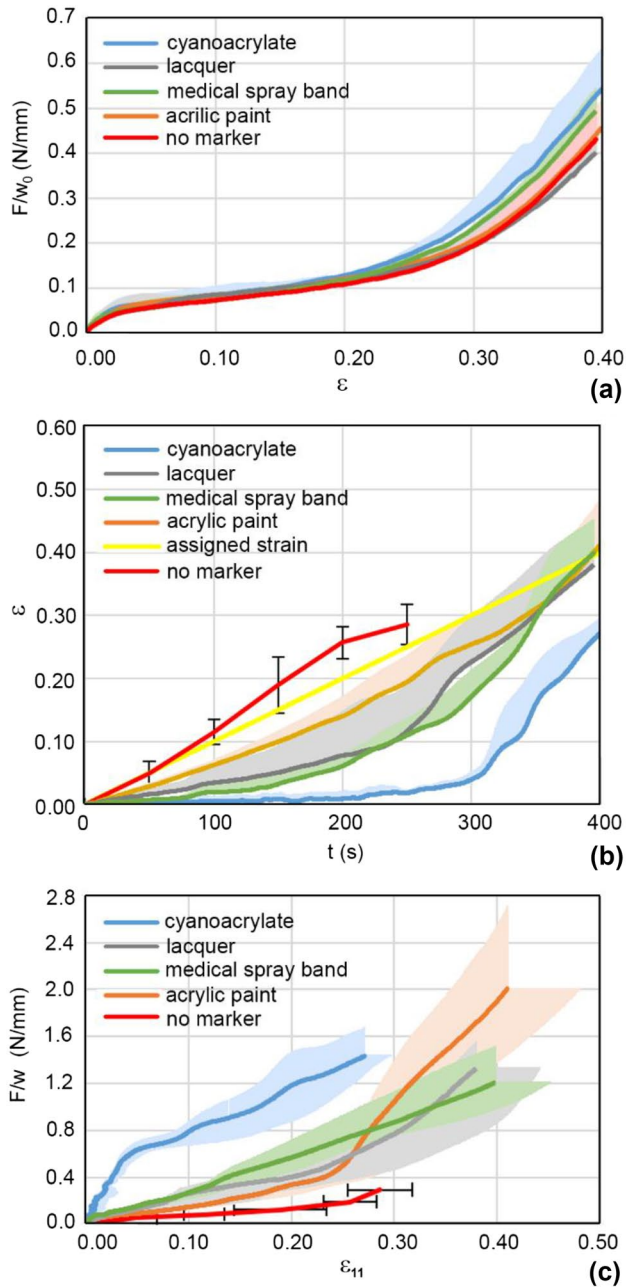 0.7
0.6
0.5
0.4
0.3
0.2
0.1
0.0
F/w0 (N/mm)
cyanoacrylate
lacquer
medical spray band
acrilic paint
no marker
0.00 0.10 0.20 0.30 0.40
ε
(a)
0.60
0.50
0.40
0.30
0.20
0.10
0.00
ε
cyanoacrylate
lacquer
medical spray band
acrylic paint
assigned strain
no marker
0 100 200 300 400
t (s)
(b)
2.8
2.4
2.0
1.6
1.2
0.8
0.4
0.0
F/w (N/mm)
cyanoacrylate
lacquer
medical spray band
acrylic paint
no marker
0.00 0.10 0.20 0.30 0.40 0.50
ε11
(c)